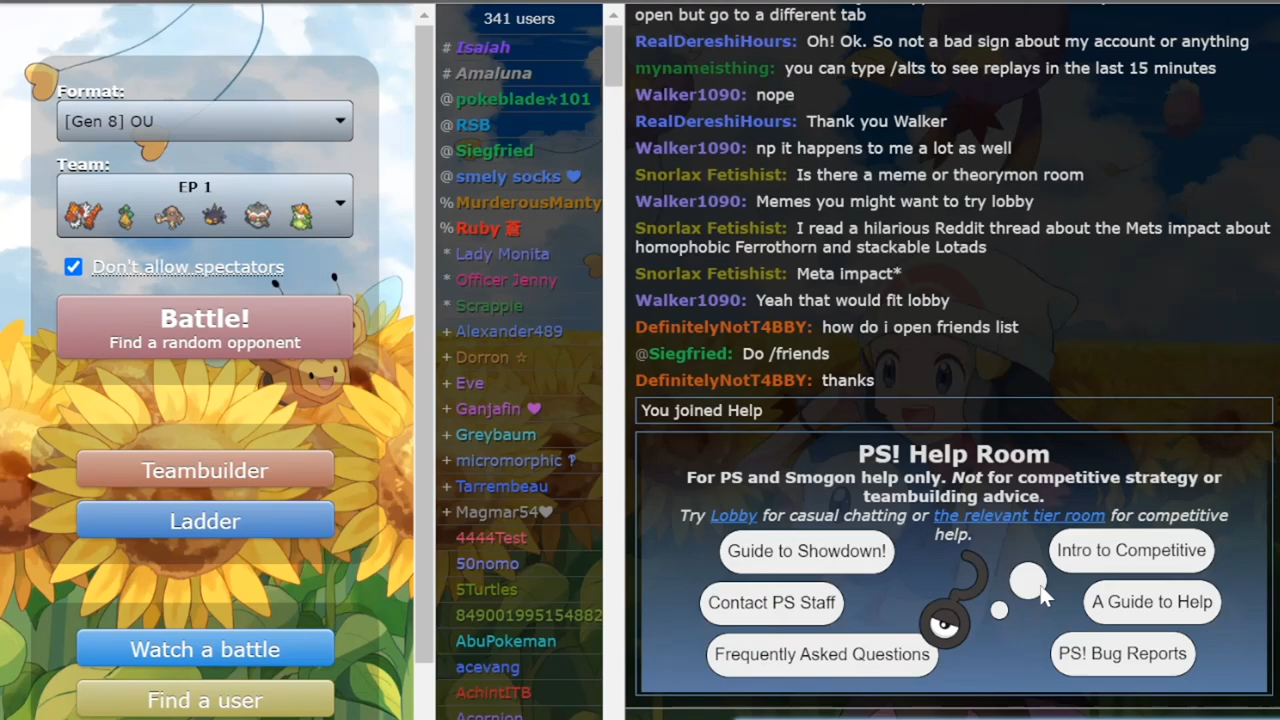 Format:
[Gen 8] OU
Team:
EP 1
Don't allow spectators
Battle!
Find a random opponent
Teambuilder
Ladder
Watch a battle
Find a user
341 users
# Isaiah
# Amaluna
@ pokeblade☆101
@ RSB
@ Siegfried
@ smely socks ♥
% MurderousManty
% Ruby
* Lady Monita
* Officer Jenny
* Scrappie
+ Alexander489
+ Dorron ☆
+ Eve
+ Ganjafin ♥
+ Greybaum
+ micromorphic ?
+ Tarrembeau
+ Magmar54♥
4444Test
50nomo
5Turtles
849001995154882
AbuPokeman
acevang
AchintITB
Acornion
open but go to a different tab
RealDereshiHours: Oh! Ok. So not a bad sign about my account or anything
mynameisthing: you can type /alts to see replays in the last 15 minutes
Walker1090: nope
RealDereshiHours: Thank you Walker
Walker1090: np it happens to me a lot as well
Snorlax Fetishist: Is there a meme or theorymon room
Walker1090: Memes you might want to try lobby
Snorlax Fetishist: I read a hilarious Reddit thread about the Mets impact about
homophobic Ferrothorn and stackable Lotads
Snorlax Fetishist: Meta impact*
Walker1090: Yeah that would fit lobby
DefinitelyNotT4BBY: how do i open friends list
@Siegfried: Do /friends
DefinitelyNotT4BBY: thanks
You joined Help
PS! Help Room
For PS and Smogon help only. Not for competitive strategy or
teambuilding advice.
Try Lobby for casual chatting or the relevant tier room for competitive
help.
Guide to Showdown!
Intro to Competitive
Contact PS Staff
A Guide to Help
Frequently Asked Questions
PS! Bug Reports